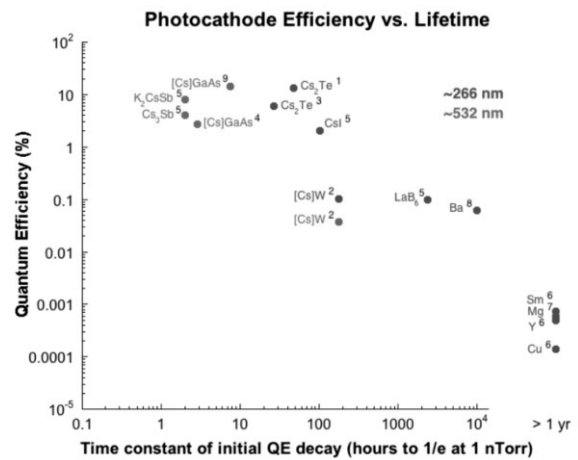 Photocathode Efficiency vs. Lifetime
10²
10
1
0.1
0.01
0.001
0.0001
10⁻⁵
Quantum Efficiency (%)
[Cs]GaAs ⁹
K₂CsSb ⁵
Cs₃Sb ⁵
[Cs]GaAs ⁴
Cs₂Te ¹
Cs₂Te ³
CsI ⁵
~266 nm
~532 nm
[Cs]W ²
[Cs]W ²
LaB₆ ⁵
Ba ⁸
Sm ⁶
Mg ⁷
Y ⁶
Cu ⁶
0.1 1 10 100 1000 10⁴ > 1 yr
Time constant of initial QE decay (hours to 1/e at 1 nTorr)